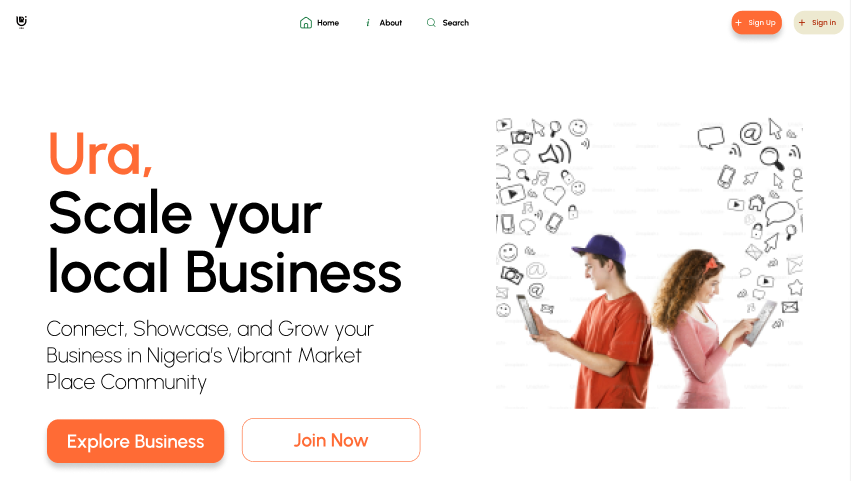 Home
About
Search
Sign Up
Sign in
Ura,
Scale your
local Business
Connect, Showcase, and Grow your
Business in Nigeria's Vibrant Market
Place Community
Explore Business
Join Now